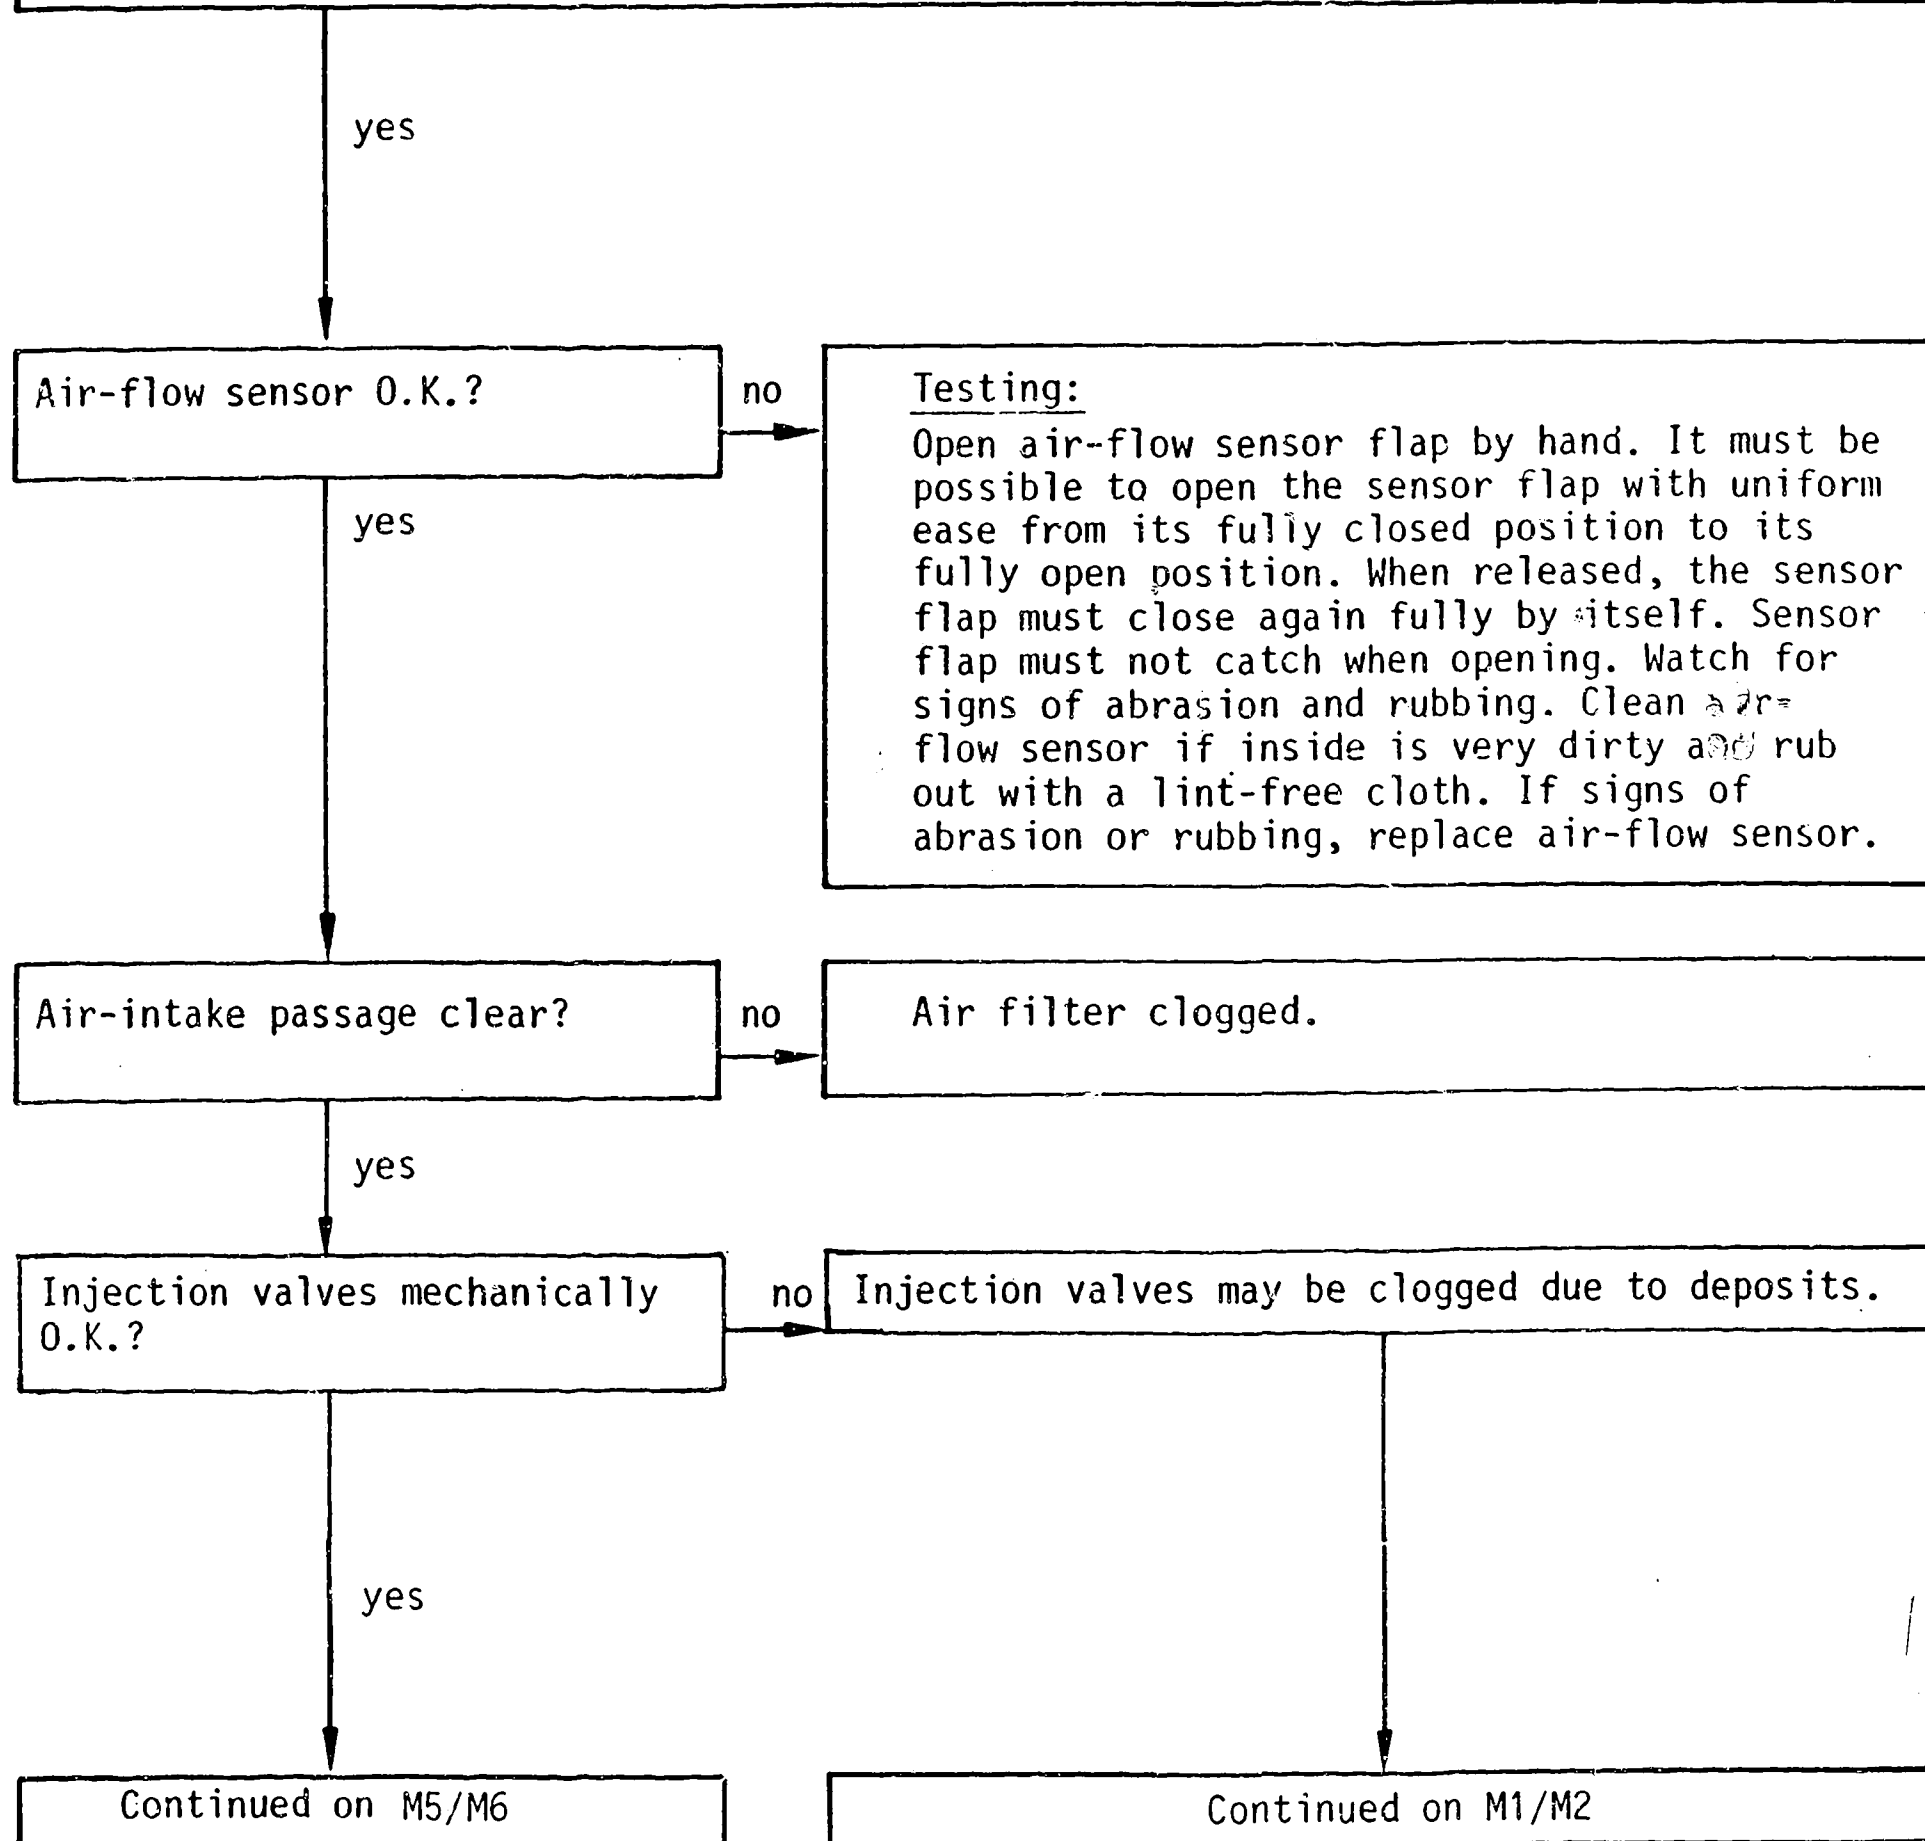 yes
Air-flow sensor O.K.?
no
yes
Testing:
Open air-flow sensor flap by hand. It must be
possible to open the sensor flap with uniform
ease from its fully closed position to its
fully open position. When released, the sensor
flap must close again fully by itself. Sensor
flap must not catch when opening. Watch for
signs of abrasion and rubbing. Clean air-
flow sensor if inside is very dirty and rub
out with a lint-free cloth. If signs of
abrasion or rubbing, replace air-flow sensor.
Air-intake passage clear?
no
Air filter clogged.
yes
Injection valves mechanically
O.K.?
no
Injection valves may be clogged due to deposits.
yes
Continued on M5/M6
Continued on M1/M2